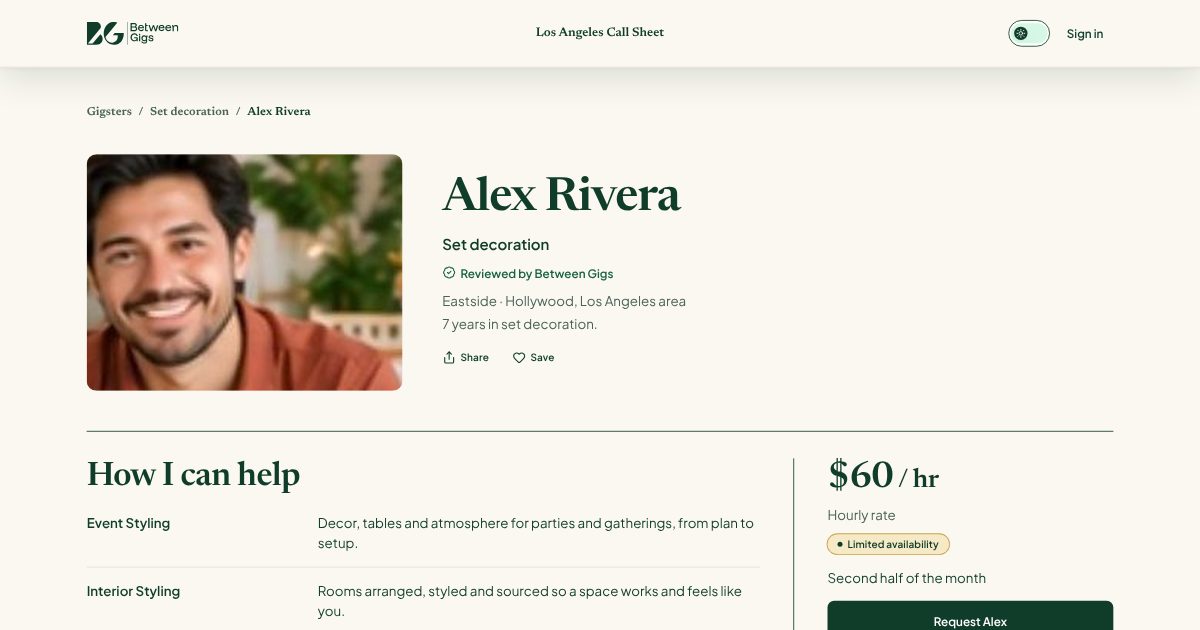 BG Between Gigs
Los Angeles Call Sheet
Sign in
Gigsters / Set decoration / Alex Rivera
Alex Rivera
Set decoration
Reviewed by Between Gigs
Eastside · Hollywood, Los Angeles area
7 years in set decoration.
Share
Save
How I can help
Event Styling
Decor, tables and atmosphere for parties and gatherings, from plan to
setup.
Interior Styling
Rooms arranged, styled and sourced so a space works and feels like
you.
$60 / hr
Hourly rate
Limited availability
Second half of the month
Request Alex